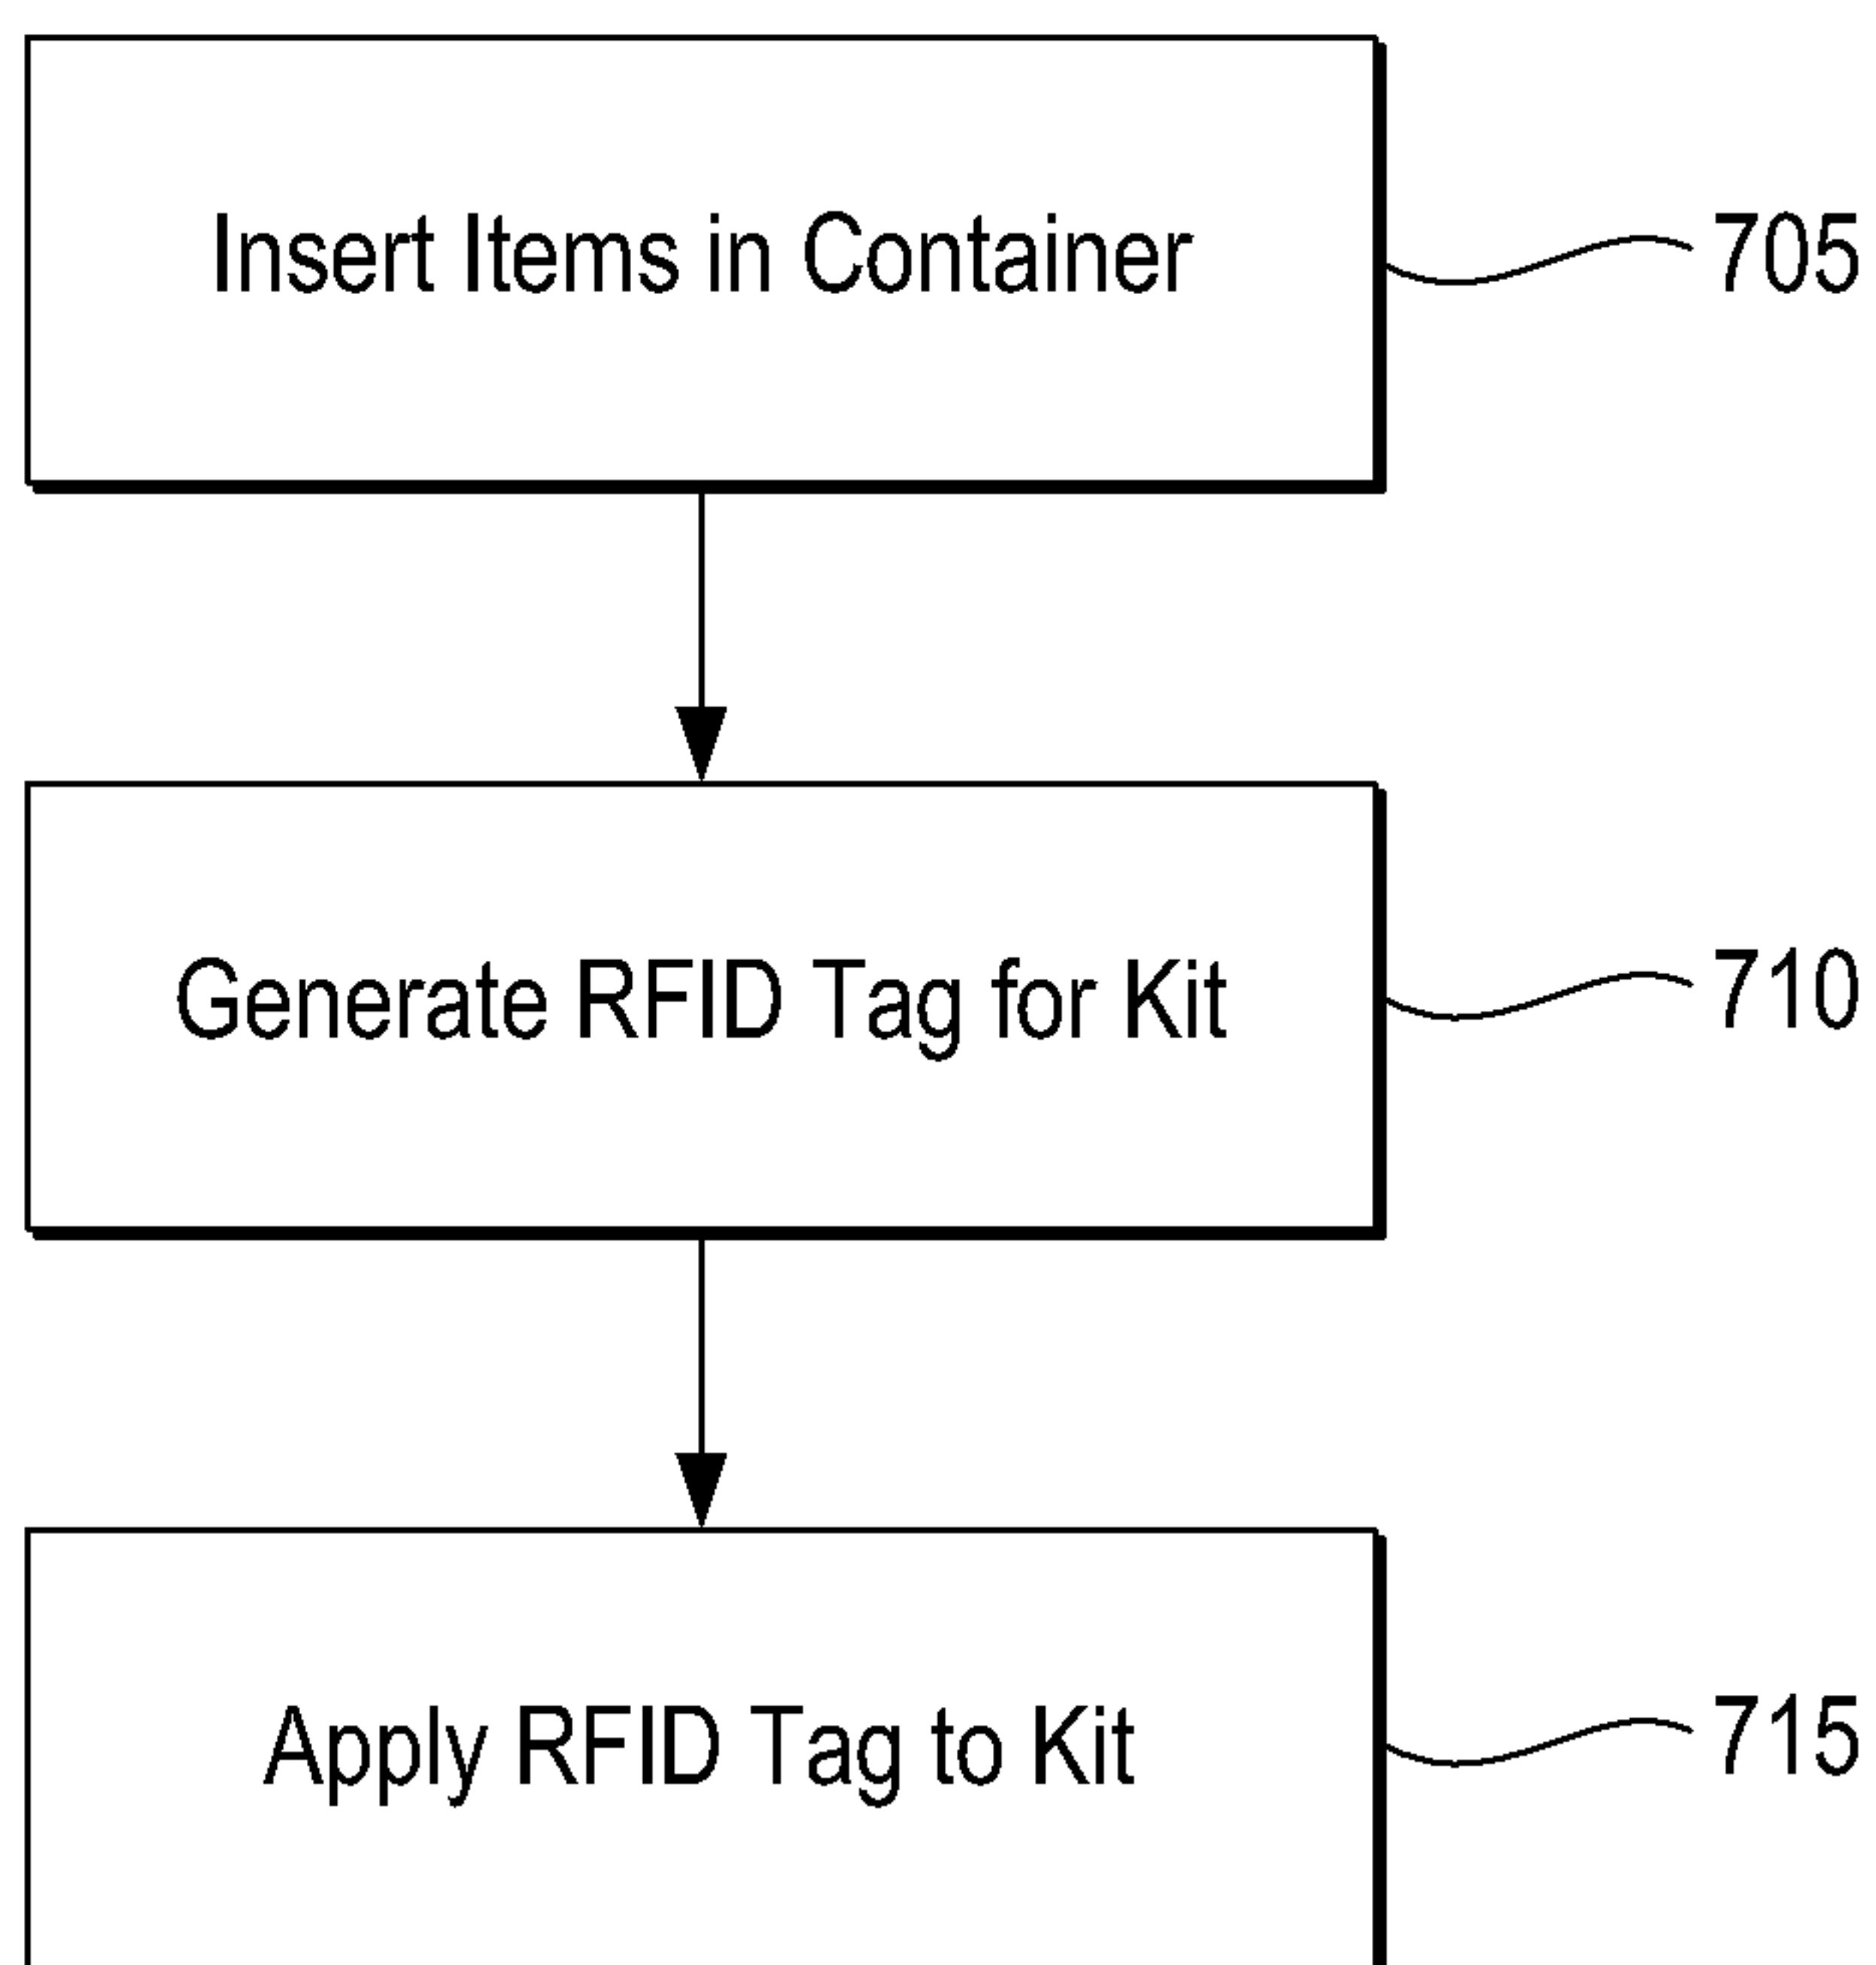 Insert Items in Container
705
Generate RFID Tag for Kit
710
Apply RFID Tag to Kit
715